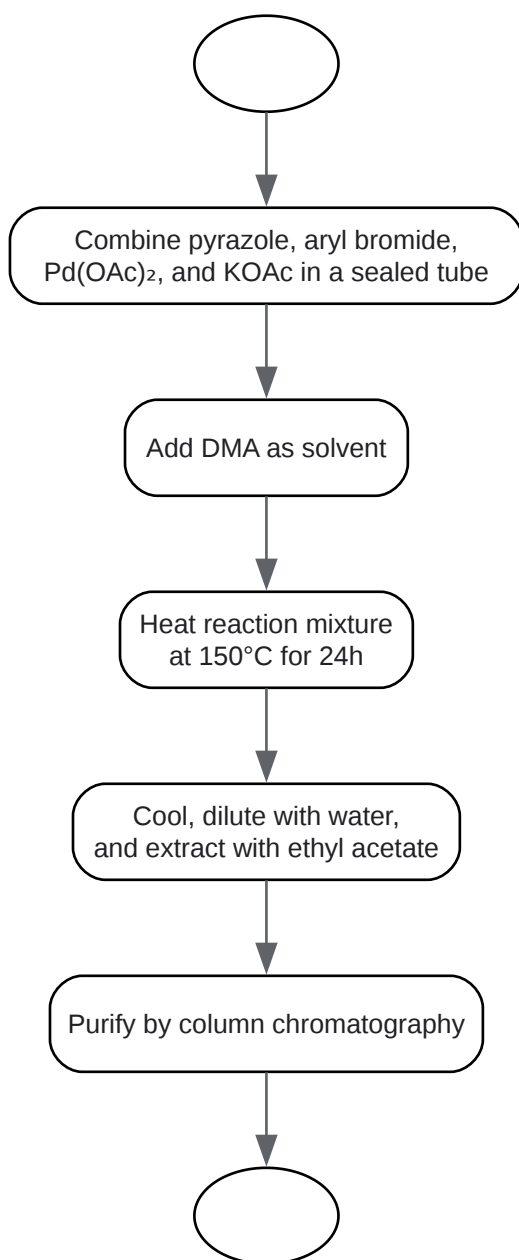 Combine pyrazole, aryl bromide,
Pd(OAc)₂, and KOAc in a sealed tube
Add DMA as solvent
Heat reaction mixture
at 150°C for 24h
Cool, dilute with water,
and extract with ethyl acetate
Purify by column chromatography